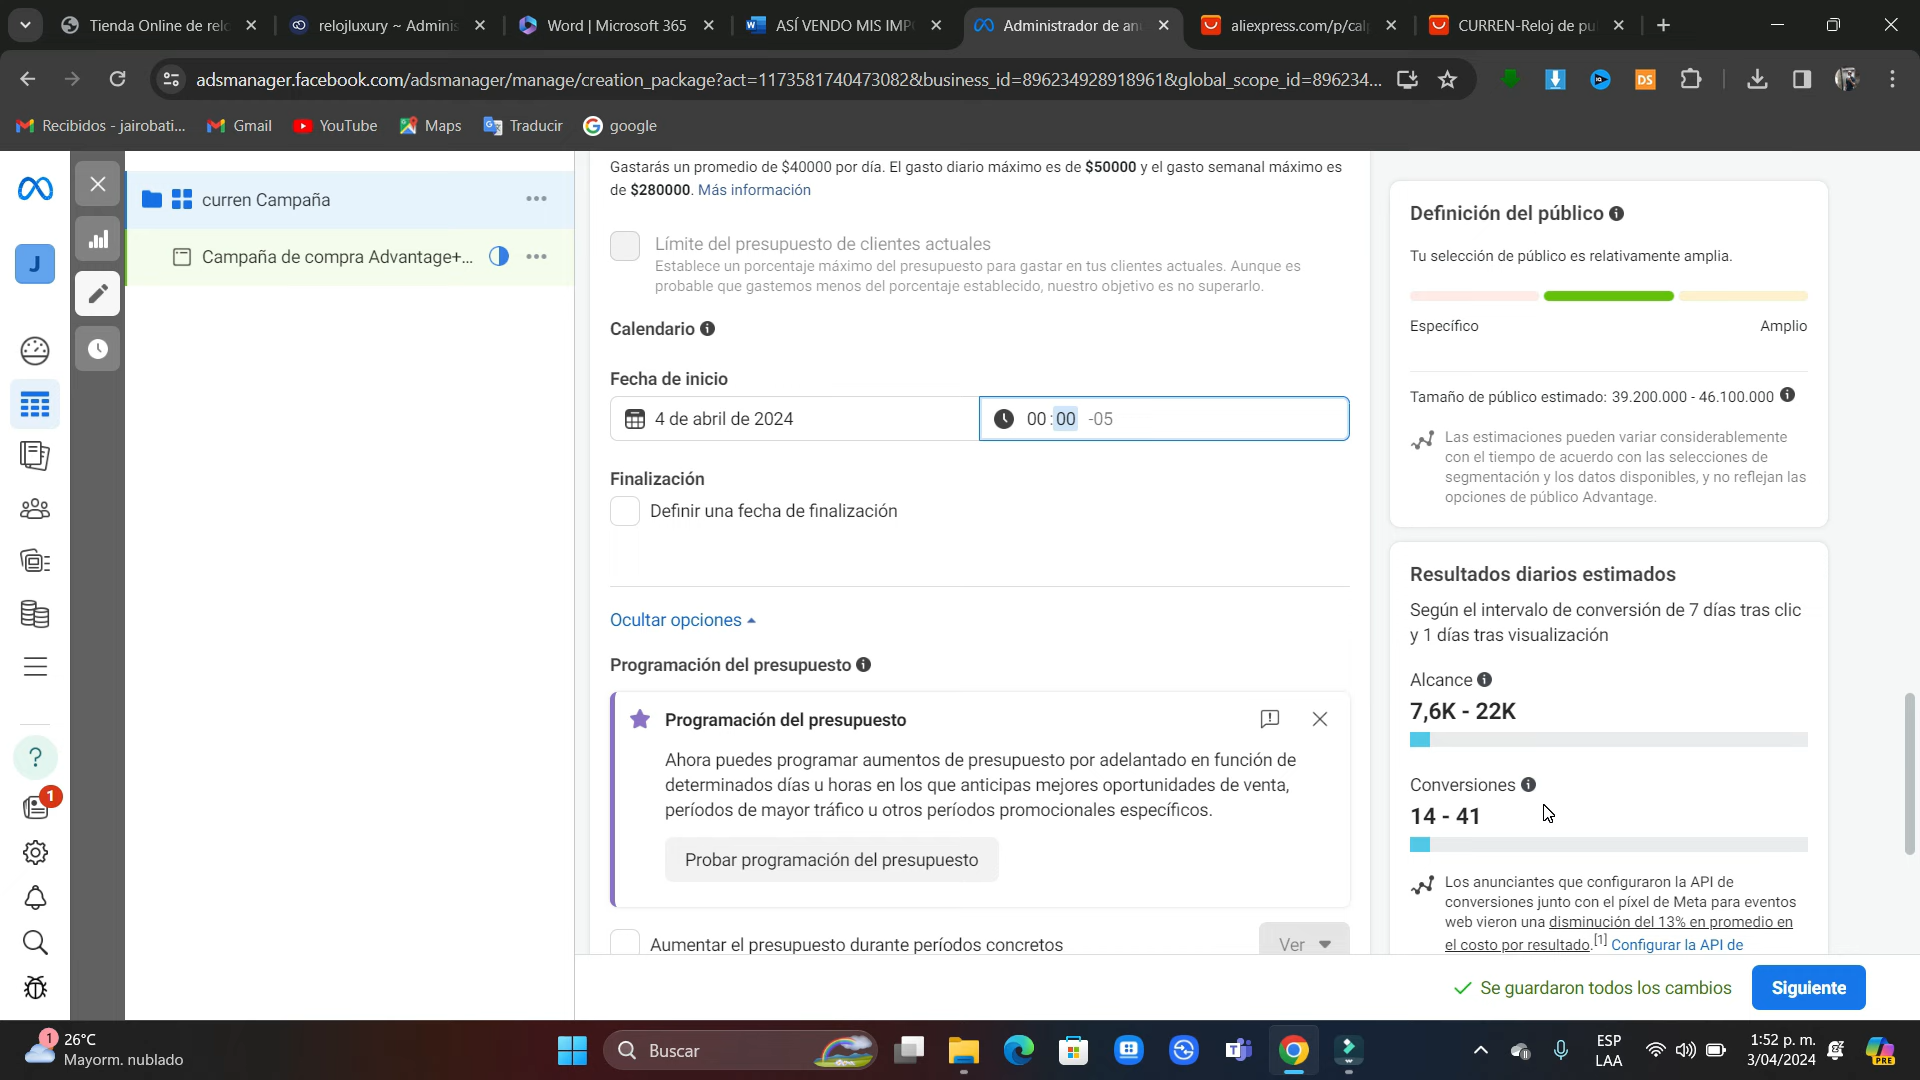 Tienda Online de relo
relojluxury ~ Adminis
Word | Microsoft 365
ASÍ VENDO MIS IMP
Administrador de an
aliexpress.com/p/cal
CURREN-Reloj de pu
adsmanager.facebook.com/adsmanager/manage/creation_package?act=1173581740473082&business_id=896234928918961&global_scope_id=896234...
DS
Recibidos - jairobati...
Gmail
YouTube
Maps
Traducir
google
J
?
1
curren Campaña
Campaña de compra Advantage+...
Gastarás un promedio de $40000 por día. El gasto diario máximo es de $50000 y el gasto semanal máximo es
de $280000. Más información
Límite del presupuesto de clientes actuales
Establece un porcentaje máximo del presupuesto para gastar en tus clientes actuales. Aunque es
probable que gastemos menos del porcentaje establecido, nuestro objetivo es no superarlo.
Calendario
Fecha de inicio
4 de abril de 2024
00:00 -05
Finalización
Definir una fecha de finalización
Ocultar opciones
Programación del presupuesto
Programación del presupuesto
Ahora puedes programar aumentos de presupuesto por adelantado en función de
determinados días u horas en los que anticipas mejores oportunidades de venta,
períodos de mayor tráfico u otros períodos promocionales específicos.
Probar programación del presupuesto
Aumentar el presupuesto durante períodos concretos
Ver
Definición del público
Tu selección de público es relativamente amplia.
Específico
Amplio
Tamaño de público estimado: 39.200.000 - 46.100.000
Las estimaciones pueden variar considerablemente
con el tiempo de acuerdo con las selecciones de
segmentación y los datos disponibles, y no reflejan las
opciones de público Advantage.
Resultados diarios estimados
Según el intervalo de conversión de 7 días tras clic
y 1 días tras visualización
Alcance
7,6K - 22K
Conversiones
14 - 41
Los anunciantes que configuraron la API de
conversiones junto con el píxel de Meta para eventos
web vieron una disminución del 13% en promedio en
el costo por resultado.[1] Configurar la API de
Se guardaron todos los cambios
Siguiente
1
26°C
Mayorm. nublado
Buscar
ESP
LAA
1:52 p. m.
3/04/2024
PRE